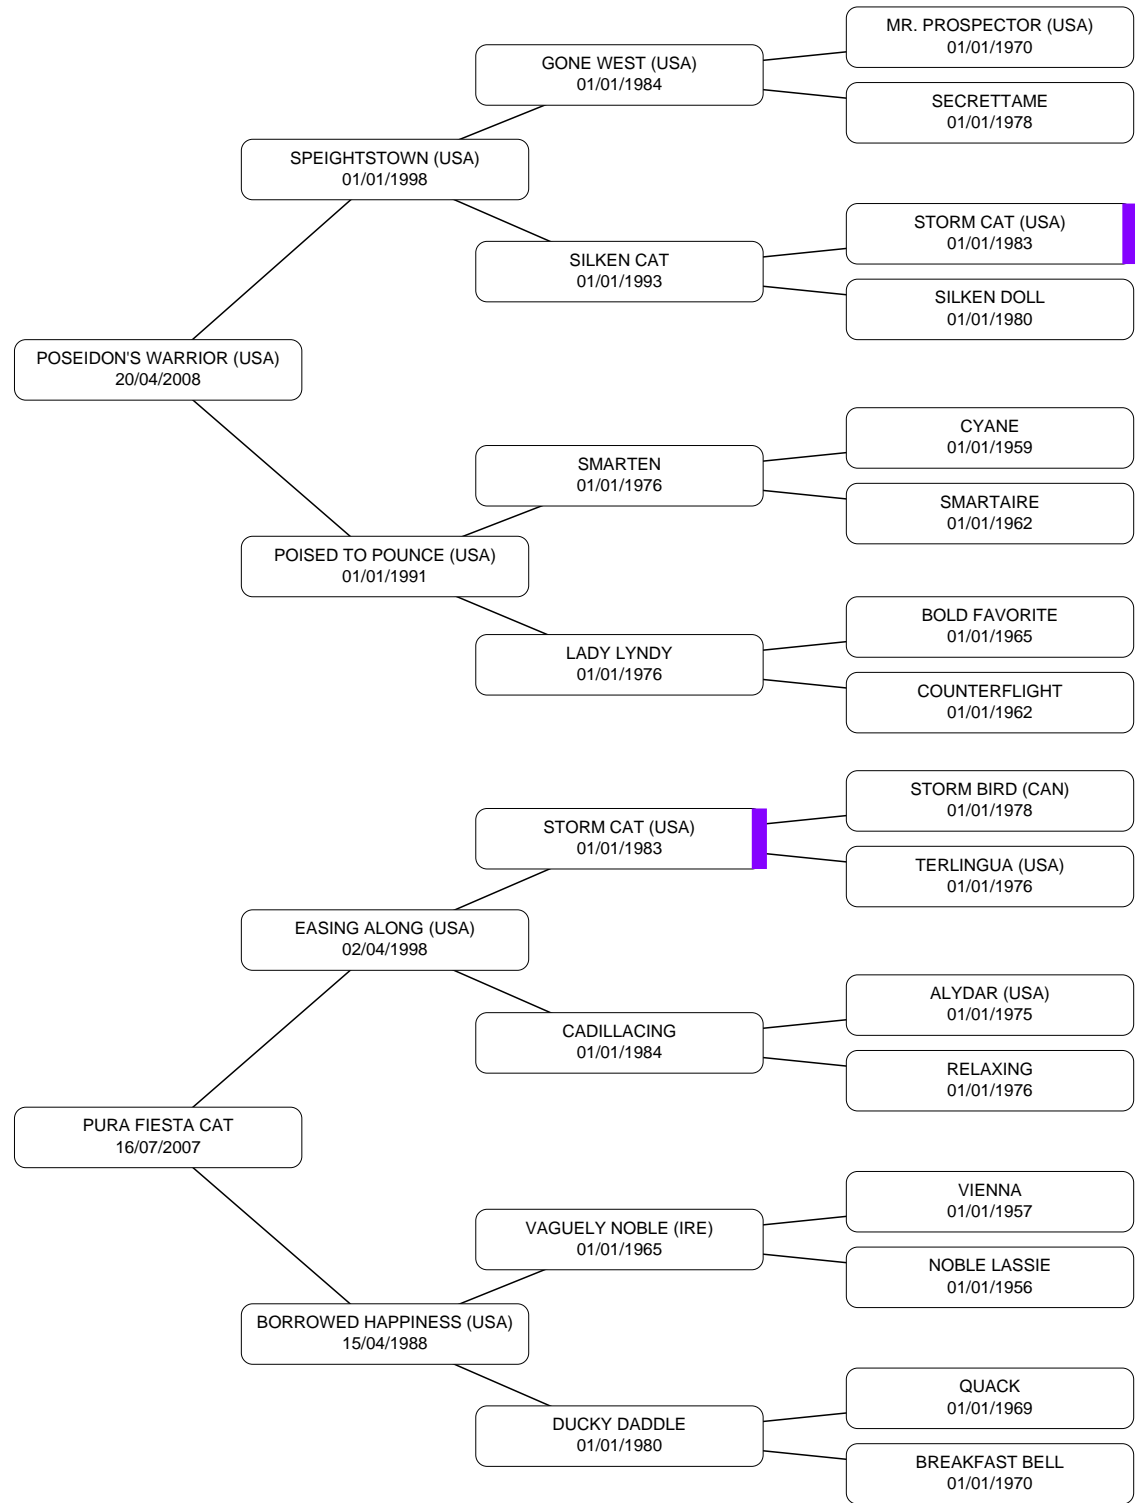 MR. PROSPECTOR (USA)
01/01/1970
GONE WEST (USA)
01/01/1984
SECRETTAME
01/01/1978
SPEIGHTSTOWN (USA)
01/01/1998
STORM CAT (USA)
01/01/1983
SILKEN CAT
01/01/1993
SILKEN DOLL
01/01/1980
POSEIDON'S WARRIOR (USA)
20/04/2008
CYANE
01/01/1959
SMARTEN
01/01/1976
SMARTAIRE
01/01/1962
POISED TO POUNCE (USA)
01/01/1991
BOLD FAVORITE
01/01/1965
LADY LYNDY
01/01/1976
COUNTERFLIGHT
01/01/1962
STORM BIRD (CAN)
01/01/1978
STORM CAT (USA)
01/01/1983
TERLINGUA (USA)
01/01/1976
EASING ALONG (USA)
02/04/1998
ALYDAR (USA)
01/01/1975
CADILLACING
01/01/1984
RELAXING
01/01/1976
PURA FIESTA CAT
16/07/2007
VIENNA
01/01/1957
VAGUELY NOBLE (IRE)
01/01/1965
NOBLE LASSIE
01/01/1956
BORROWED HAPPINESS (USA)
15/04/1988
QUACK
01/01/1969
DUCKY DADDLE
01/01/1980
BREAKFAST BELL
01/01/1970